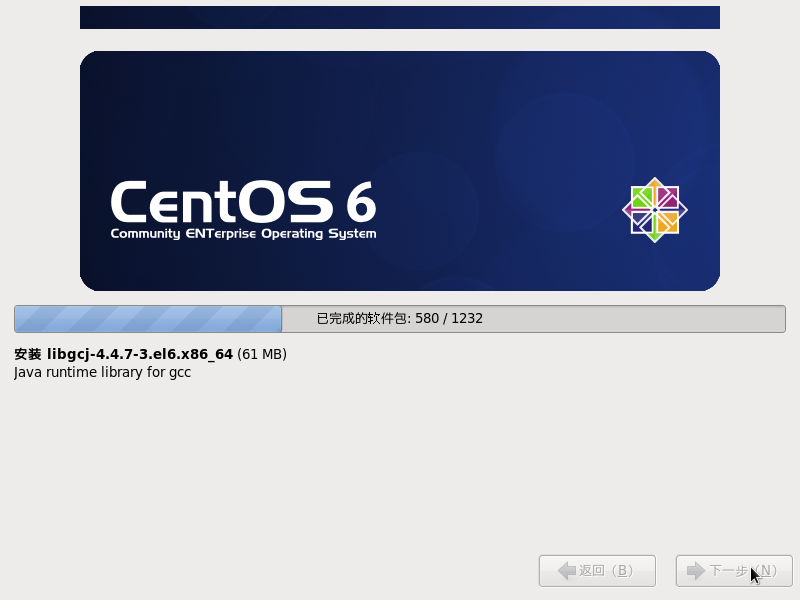 CentOS 6
Community ENTerprise Operating System
已完成的软件包: 580 / 1232
安装 libgcj-4.4.7-3.el6.x86_64 (61 MB)
Java runtime library for gcc
返回（B） 下一步（N）